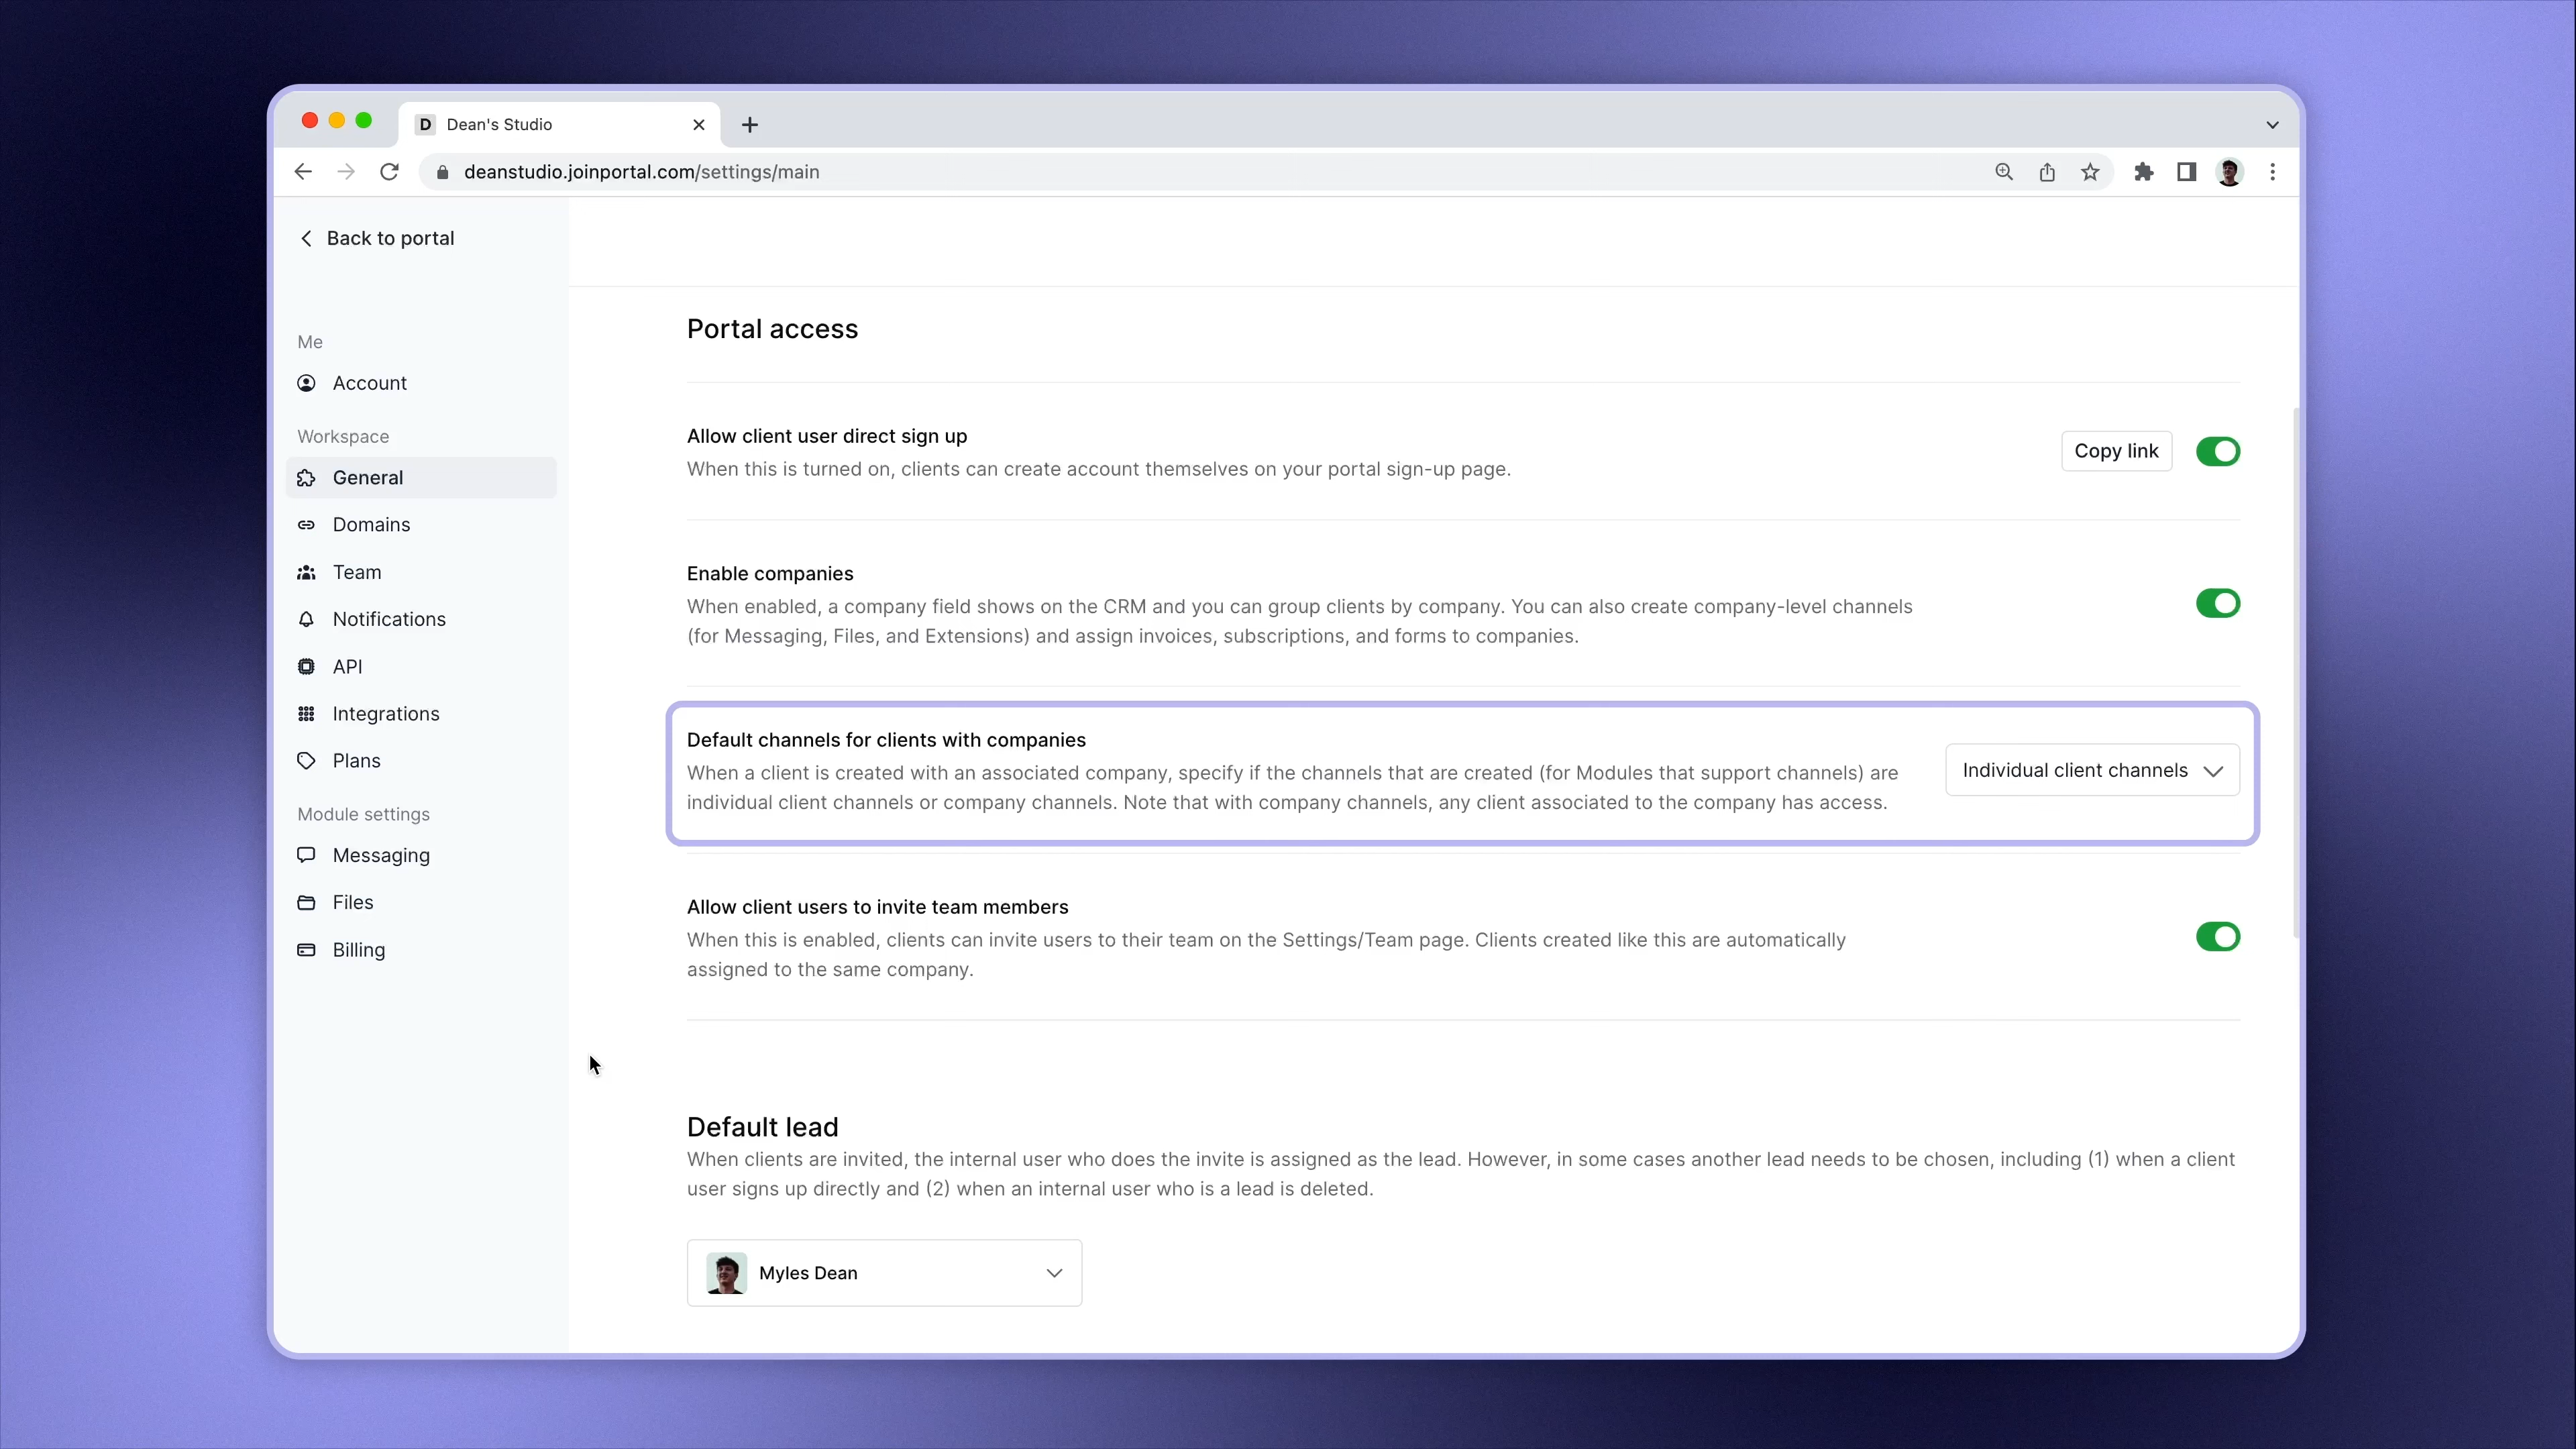 D Dean's Studio
deanstudio.joinportal.com/settings/main
Back to portal
Me
Account
Workspace
General
Domains
Team
Notifications
API
Integrations
Plans
Module settings
Messaging
Files
Billing
Portal access
Allow client user direct sign up
When this is turned on, clients can create account themselves on your portal sign-up page.
Copy link
Enable companies
When enabled, a company field shows on the CRM and you can group clients by company. You can also create company-level channels
(for Messaging, Files, and Extensions) and assign invoices, subscriptions, and forms to companies.
Default channels for clients with companies
When a client is created with an associated company, specify if the channels that are created (for Modules that support channels) are
individual client channels or company channels. Note that with company channels, any client associated to the company has access.
Individual client channels
Allow client users to invite team members
When this is enabled, clients can invite users to their team on the Settings/Team page. Clients created like this are automatically
assigned to the same company.
Default lead
When clients are invited, the internal user who does the invite is assigned as the lead. However, in some cases another lead needs to be chosen, including (1) when a client
user signs up directly and (2) when an internal user who is a lead is deleted.
Myles Dean